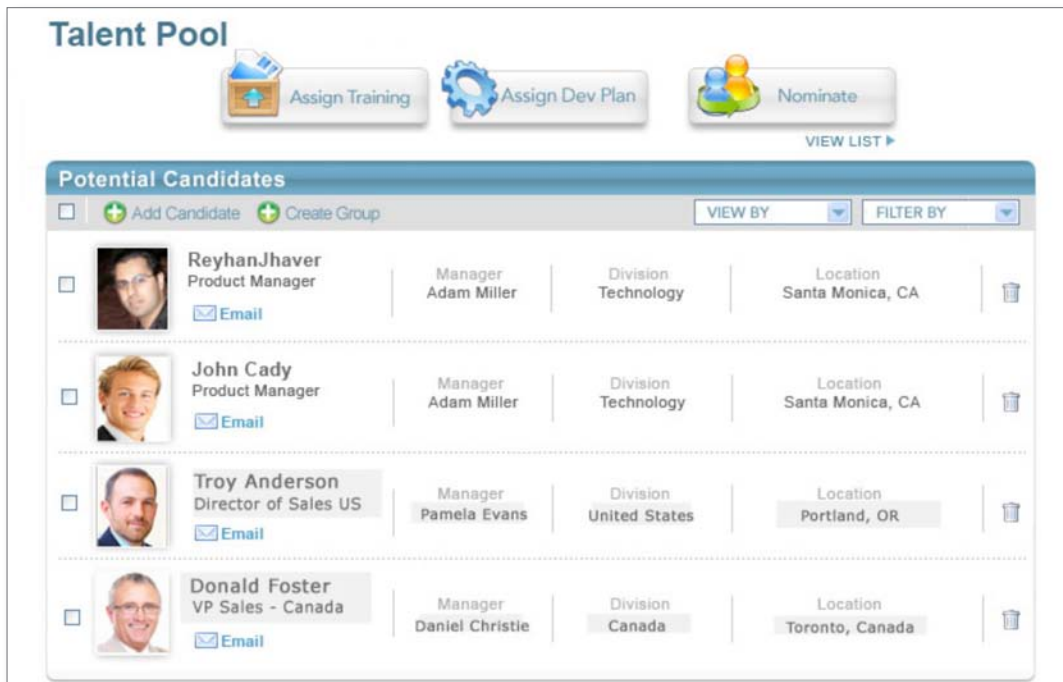 Talent Pool
Assign Training
Assign Dev Plan
Nominate
VIEW LIST
Potential Candidates
Add Candidate Create Group VIEW BY FILTER BY
ReyhanJhaver
Product Manager
Email
Manager
Adam Miller
Division
Technology
Location
Santa Monica, CA
John Cady
Product Manager
Email
Manager
Adam Miller
Division
Technology
Location
Santa Monica, CA
Troy Anderson
Director of Sales US
Email
Manager
Pamela Evans
Division
United States
Location
Portland, OR
Donald Foster
VP Sales - Canada
Email
Manager
Daniel Christie
Division
Canada
Location
Toronto, Canada